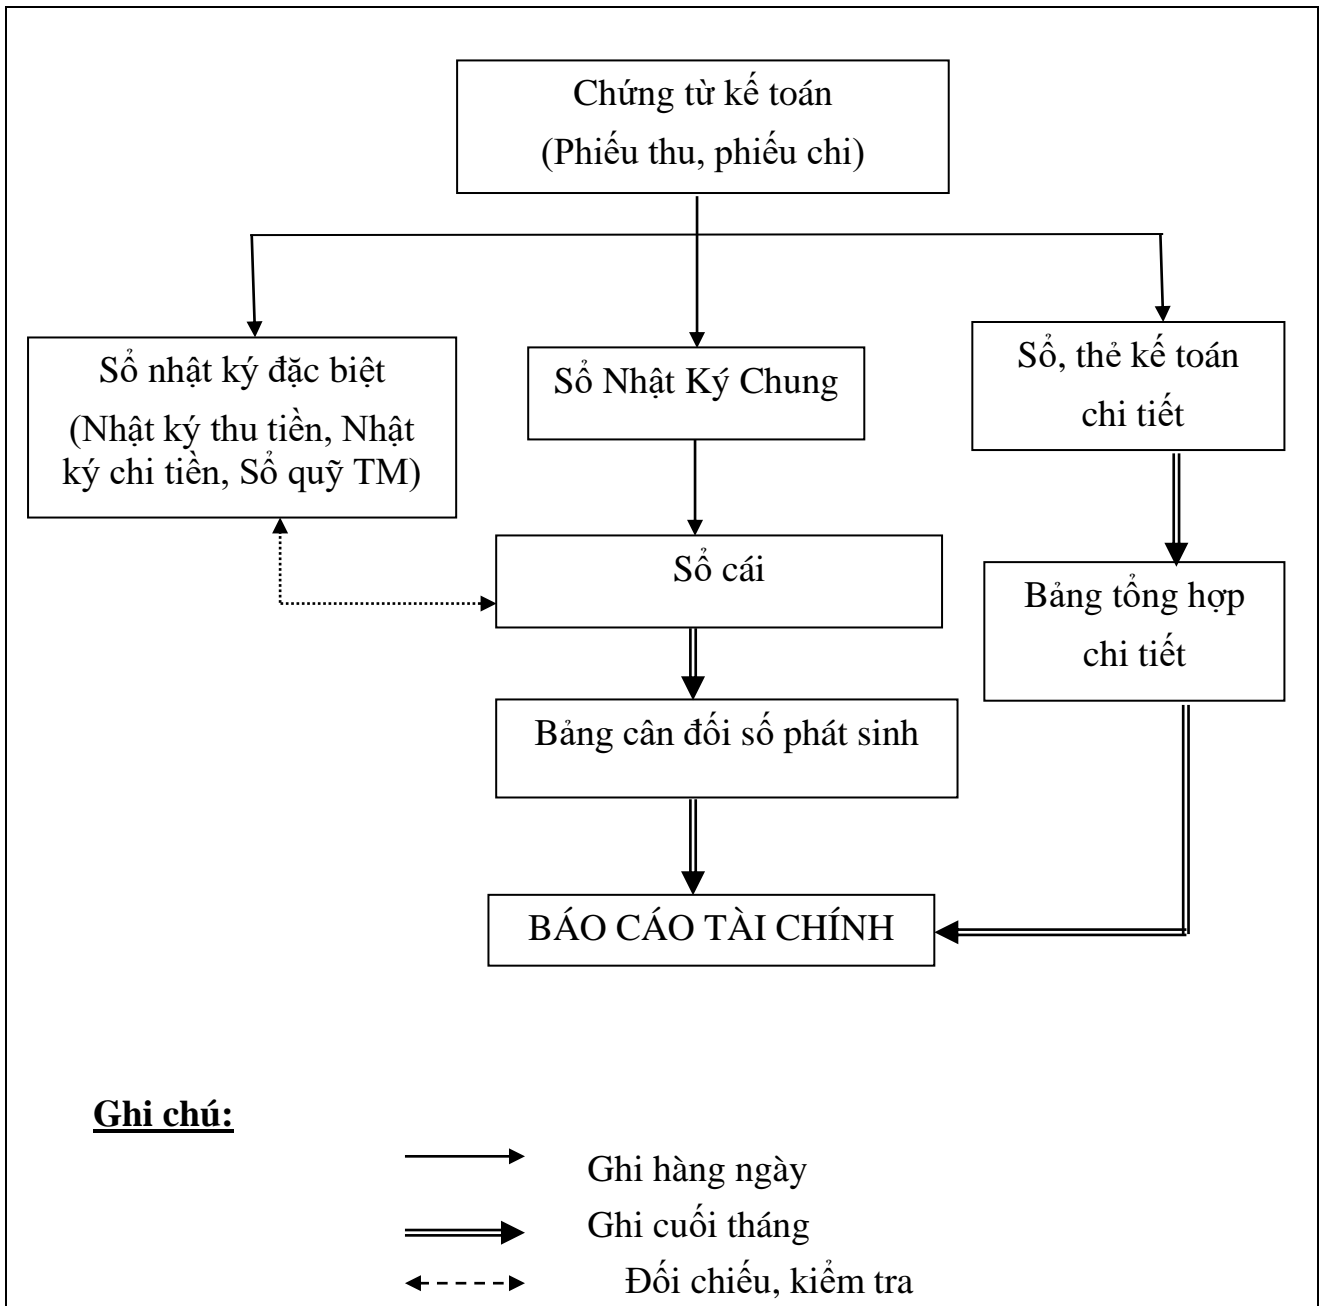 Chứng từ kế toán
(Phiếu thu, phiếu chi)
Sổ nhật ký đặc biệt
(Nhật ký thu tiền, Nhật
ký chi tiền, Sổ quỹ TM)
Sổ Nhật Ký Chung
Sổ, thẻ kế toán
chi tiết
Sổ cái
Bảng tổng hợp
chi tiết
Bảng cân đối số phát sinh
BÁO CÁO TÀI CHÍNH
Ghi chú:
Ghi hàng ngày
Ghi cuối tháng
Đối chiếu, kiểm tra